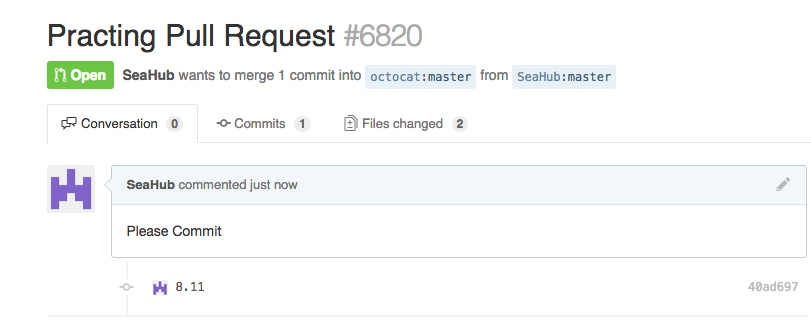 Practing Pull Request #6820
Open SeaHub wants to merge 1 commit into octocat:master from SeaHub:master
Conversation 0 Commits 1 Files changed 2
SeaHub commented just now
Please Commit
8.11 40ad697